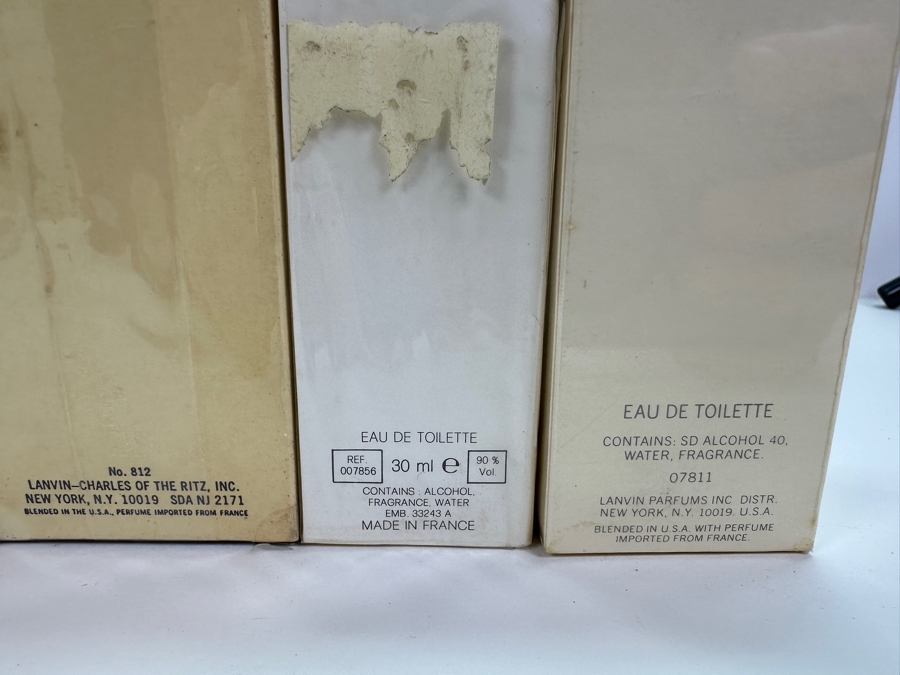 No. 812
LANVIN-CHARLES OF THE RITZ, INC.
NEW YORK, N.Y. 10019 SDA NJ 2171
BLENDED IN THE U.S.A., PERFUME IMPORTED FROM FRANCE
EAU DE TOILETTE
REF.
007856
30 ml ℮
90 %
Vol.
CONTAINS : ALCOHOL,
FRAGRANCE, WATER
EMB. 33243 A
MADE IN FRANCE
EAU DE TOILETTE
CONTAINS: SD ALCOHOL 40,
WATER, FRAGRANCE.
07811
LANVIN PARFUMS INC DISTR.
NEW YORK, N.Y. 10019. U.S.A.
BLENDED IN U.S.A. WITH PERFUME
IMPORTED FROM FRANCE.